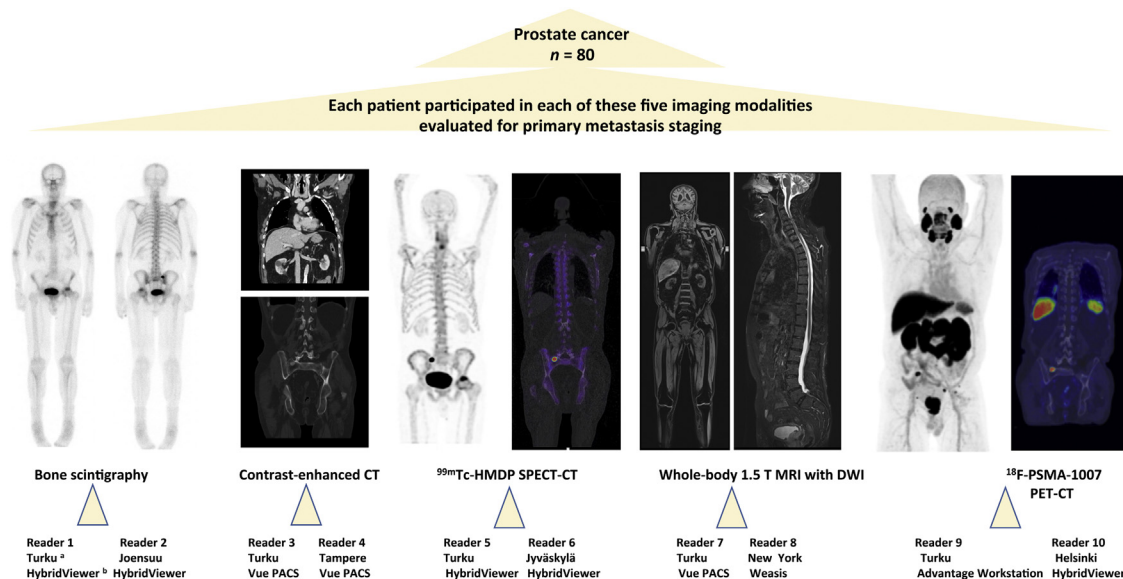 Prostate cancer
n = 80
Each patient participated in each of these five imaging modalities
evaluated for primary metastasis staging
Bone scintigraphy
Contrast-enhanced CT
⁹⁹ᵐTc-HMDP SPECT-CT
Whole-body 1.5 T MRI with DWI
¹⁸F-PSMA-1007
PET-CT
Reader 1
Turku ᵃ
HybridViewer ᵇ
Reader 2
Joensuu
HybridViewer
Reader 3
Turku
Vue PACS
Reader 4
Tampere
Vue PACS
Reader 5
Turku
HybridViewer
Reader 6
Jyväskylä
HybridViewer
Reader 7
Turku
Vue PACS
Reader 8
New York
Weasis
Reader 9
Turku
Advantage Workstation
Reader 10
Helsinki
HybridViewer